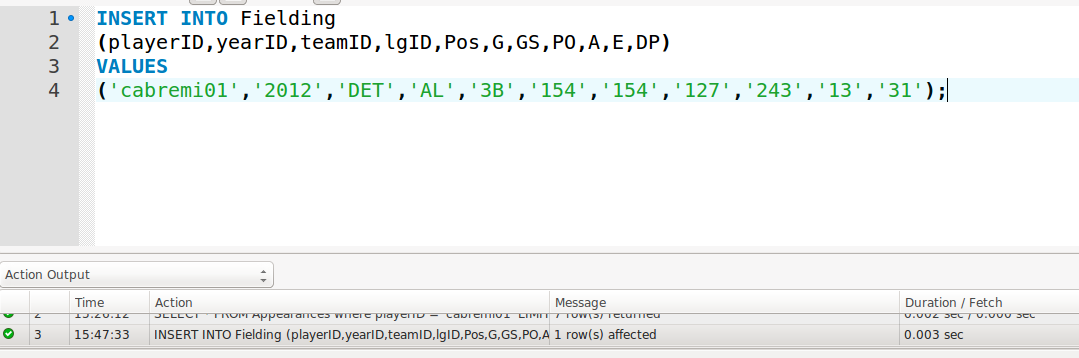 1 INSERT INTO Fielding
2 (playerID,yearID,teamID,lgID,Pos,G,GS,PO,A,E,DP)
3 VALUES
4 ('cabremi01','2012','DET','AL','3B','154','154','127','243','13','31');
Action Output
Time Action Message Duration / Fetch
2 15:26:12 SELECT * FROM Appearances where playerID = 'cabremi01' LIMIT 7 row(s) returned 0.002 sec / 0.000 sec
3 15:47:33 INSERT INTO Fielding (playerID,yearID,teamID,lgID,Pos,G,GS,PO,A 1 row(s) affected 0.003 sec